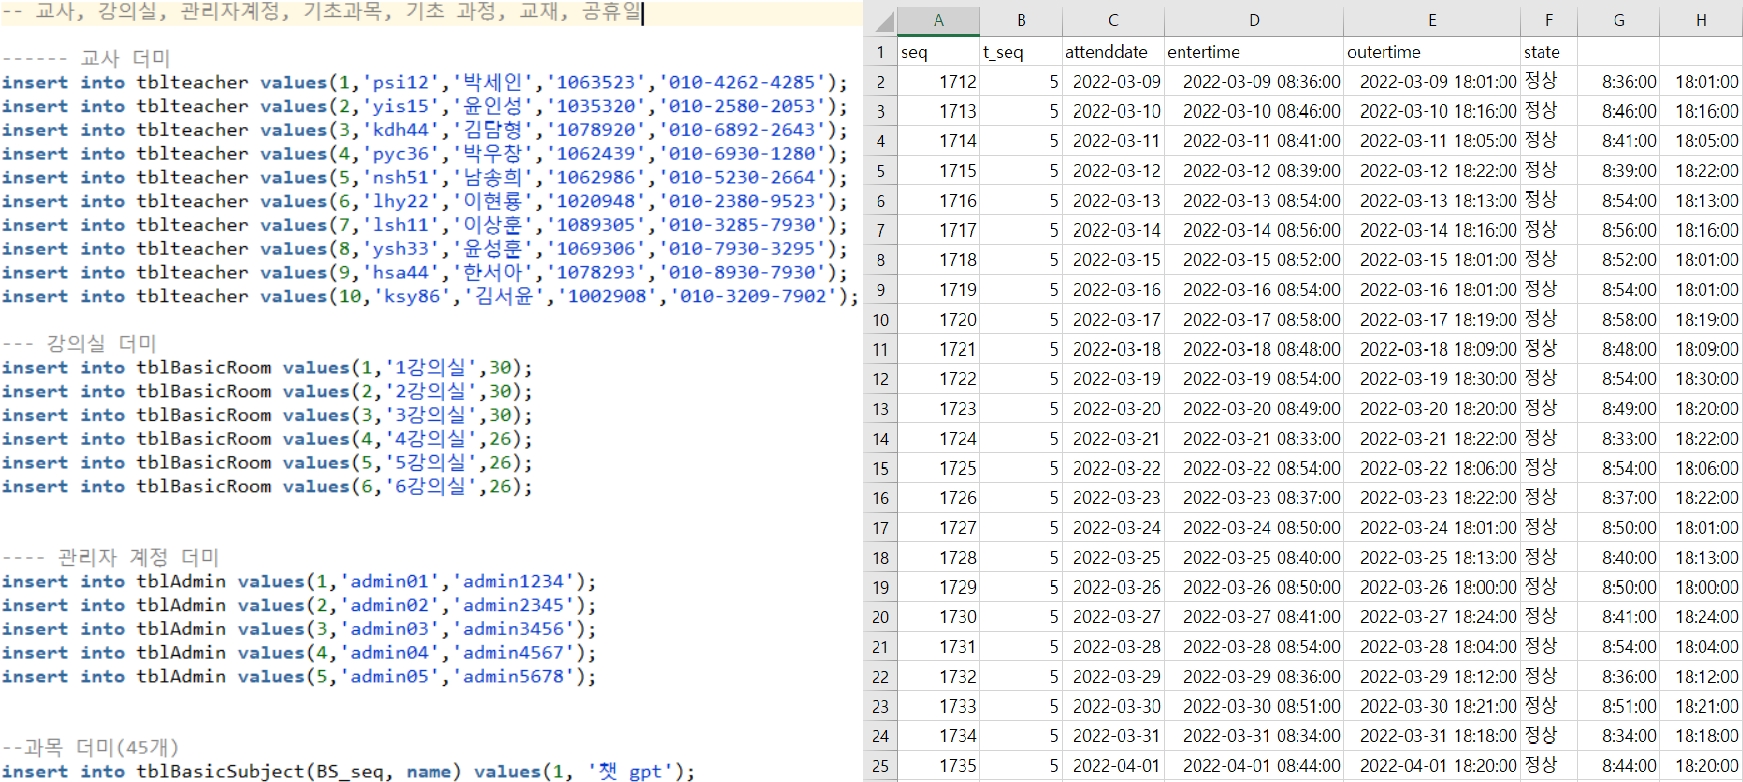 -- 교사, 강의실, 관리자계정, 기초과목, 기초 과정, 교재, 공휴일
------ 교사 더미
insert into tblteacher values(1,'psi12','박세인','1063523','010-4262-4285');
insert into tblteacher values(2,'yis15','윤인성','1035320','010-2580-2053');
insert into tblteacher values(3,'kdh44','김담형','1078920','010-6892-2643');
insert into tblteacher values(4,'pyc36','박우창','1062439','010-6930-1280');
insert into tblteacher values(5,'nsh51','남송희','1062986','010-5230-2664');
insert into tblteacher values(6,'lhy22','이현룡','1020948','010-2380-9523');
insert into tblteacher values(7,'lsh11','이상훈','1089305','010-3285-7930');
insert into tblteacher values(8,'ysh33','윤성훈','1069306','010-7930-3295');
insert into tblteacher values(9,'hsa44','한서아','1078293','010-8930-7930');
insert into tblteacher values(10,'ksy86','김서윤','1002908','010-3209-7902');
--- 강의실 더미
insert into tblBasicRoom values(1,'1강의실',30);
insert into tblBasicRoom values(2,'2강의실',30);
insert into tblBasicRoom values(3,'3강의실',30);
insert into tblBasicRoom values(4,'4강의실',26);
insert into tblBasicRoom values(5,'5강의실',26);
insert into tblBasicRoom values(6,'6강의실',26);
---- 관리자 계정 더미
insert into tblAdmin values(1,'admin01','admin1234');
insert into tblAdmin values(2,'admin02','admin2345');
insert into tblAdmin values(3,'admin03','admin3456');
insert into tblAdmin values(4,'admin04','admin4567');
insert into tblAdmin values(5,'admin05','admin5678');
--과목 더미(45개)
insert into tblBasicSubject(BS_seq, name) values(1, '챗 gpt');
A B C D E F G H
1 seq t_seq attenddate entertime outertime state
2 1712 5 2022-03-09 2022-03-09 08:36:00 2022-03-09 18:01:00 정상 8:36:00 18:01:00
3 1713 5 2022-03-10 2022-03-10 08:46:00 2022-03-10 18:16:00 정상 8:46:00 18:16:00
4 1714 5 2022-03-11 2022-03-11 08:41:00 2022-03-11 18:05:00 정상 8:41:00 18:05:00
5 1715 5 2022-03-12 2022-03-12 08:39:00 2022-03-12 18:22:00 정상 8:39:00 18:22:00
6 1716 5 2022-03-13 2022-03-13 08:54:00 2022-03-13 18:13:00 정상 8:54:00 18:13:00
7 1717 5 2022-03-14 2022-03-14 08:56:00 2022-03-14 18:16:00 정상 8:56:00 18:16:00
8 1718 5 2022-03-15 2022-03-15 08:52:00 2022-03-15 18:01:00 정상 8:52:00 18:01:00
9 1719 5 2022-03-16 2022-03-16 08:54:00 2022-03-16 18:01:00 정상 8:54:00 18:01:00
10 1720 5 2022-03-17 2022-03-17 08:58:00 2022-03-17 18:19:00 정상 8:58:00 18:19:00
11 1721 5 2022-03-18 2022-03-18 08:48:00 2022-03-18 18:09:00 정상 8:48:00 18:09:00
12 1722 5 2022-03-19 2022-03-19 08:54:00 2022-03-19 18:30:00 정상 8:54:00 18:30:00
13 1723 5 2022-03-20 2022-03-20 08:49:00 2022-03-20 18:20:00 정상 8:49:00 18:20:00
14 1724 5 2022-03-21 2022-03-21 08:33:00 2022-03-21 18:22:00 정상 8:33:00 18:22:00
15 1725 5 2022-03-22 2022-03-22 08:54:00 2022-03-22 18:06:00 정상 8:54:00 18:06:00
16 1726 5 2022-03-23 2022-03-23 08:37:00 2022-03-23 18:22:00 정상 8:37:00 18:22:00
17 1727 5 2022-03-24 2022-03-24 08:50:00 2022-03-24 18:01:00 정상 8:50:00 18:01:00
18 1728 5 2022-03-25 2022-03-25 08:40:00 2022-03-25 18:13:00 정상 8:40:00 18:13:00
19 1729 5 2022-03-26 2022-03-26 08:50:00 2022-03-26 18:00:00 정상 8:50:00 18:00:00
20 1730 5 2022-03-27 2022-03-27 08:41:00 2022-03-27 18:24:00 정상 8:41:00 18:24:00
21 1731 5 2022-03-28 2022-03-28 08:54:00 2022-03-28 18:04:00 정상 8:54:00 18:04:00
22 1732 5 2022-03-29 2022-03-29 08:36:00 2022-03-29 18:12:00 정상 8:36:00 18:12:00
23 1733 5 2022-03-30 2022-03-30 08:51:00 2022-03-30 18:21:00 정상 8:51:00 18:21:00
24 1734 5 2022-03-31 2022-03-31 08:34:00 2022-03-31 18:18:00 정상 8:34:00 18:18:00
25 1735 5 2022-04-01 2022-04-01 08:44:00 2022-04-01 18:20:00 정상 8:44:00 18:20:00